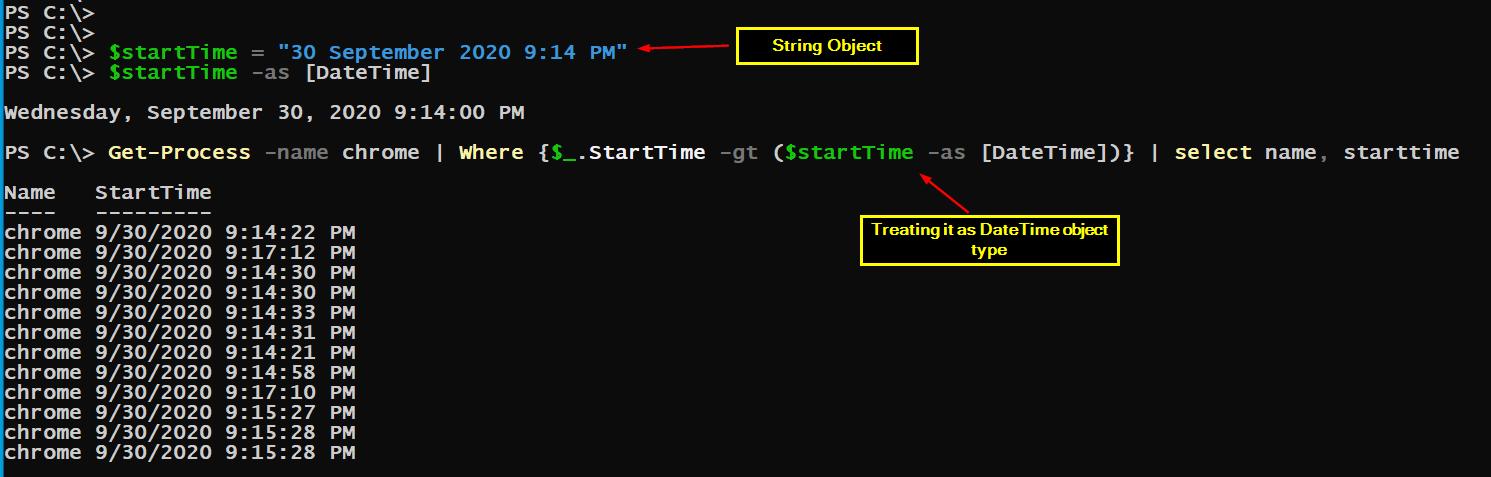 PS C:\>
PS C:\>
PS C:\> $startTime = "30 September 2020 9:14 PM"
String Object
PS C:\> $startTime -as [DateTime]
Wednesday, September 30, 2020 9:14:00 PM
PS C:\> Get-Process -name chrome | Where {$_.StartTime -gt ($startTime -as [DateTime])} | select name, starttime
Treating it as DateTime object
type
Name   StartTime
----   ---------
chrome 9/30/2020 9:14:22 PM
chrome 9/30/2020 9:17:12 PM
chrome 9/30/2020 9:14:30 PM
chrome 9/30/2020 9:14:30 PM
chrome 9/30/2020 9:14:33 PM
chrome 9/30/2020 9:14:31 PM
chrome 9/30/2020 9:14:21 PM
chrome 9/30/2020 9:14:58 PM
chrome 9/30/2020 9:17:10 PM
chrome 9/30/2020 9:15:27 PM
chrome 9/30/2020 9:15:28 PM
chrome 9/30/2020 9:15:28 PM